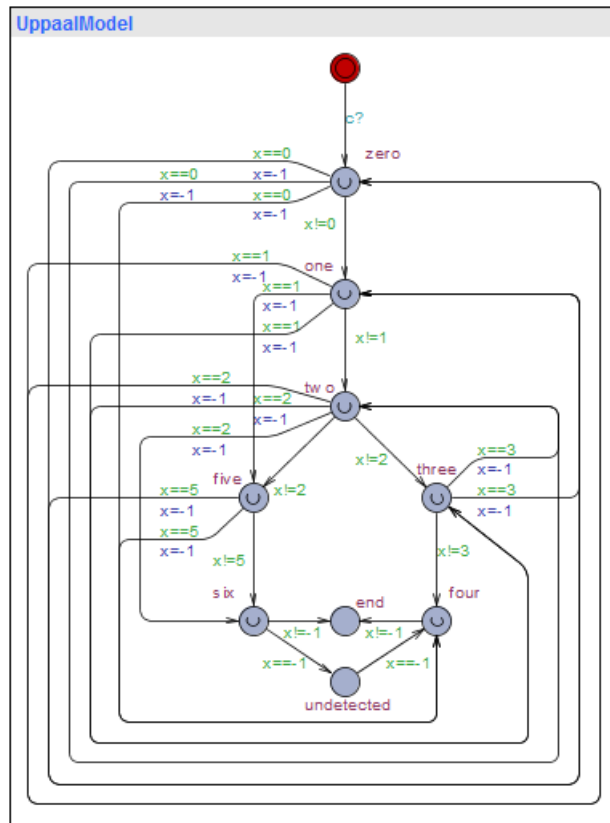 UppaalModel
c?
zero
x==0
x=-1
x==0
x=-1
x==0
x=-1
x!=0
x==1
x=-1
one
x==1
x=-1
x==1
x=-1
x!=1
x==2
x=-1
two
x==2
x=-1
x==2
x=-1
x!=2
x!=2
five
three
x==3
x=-1
x==3
x=-1
x==5
x=-1
x==5
x=-1
x!=5
x!=3
six
end
four
x!=-1
x!=-1
x==-1
x==-1
undetected